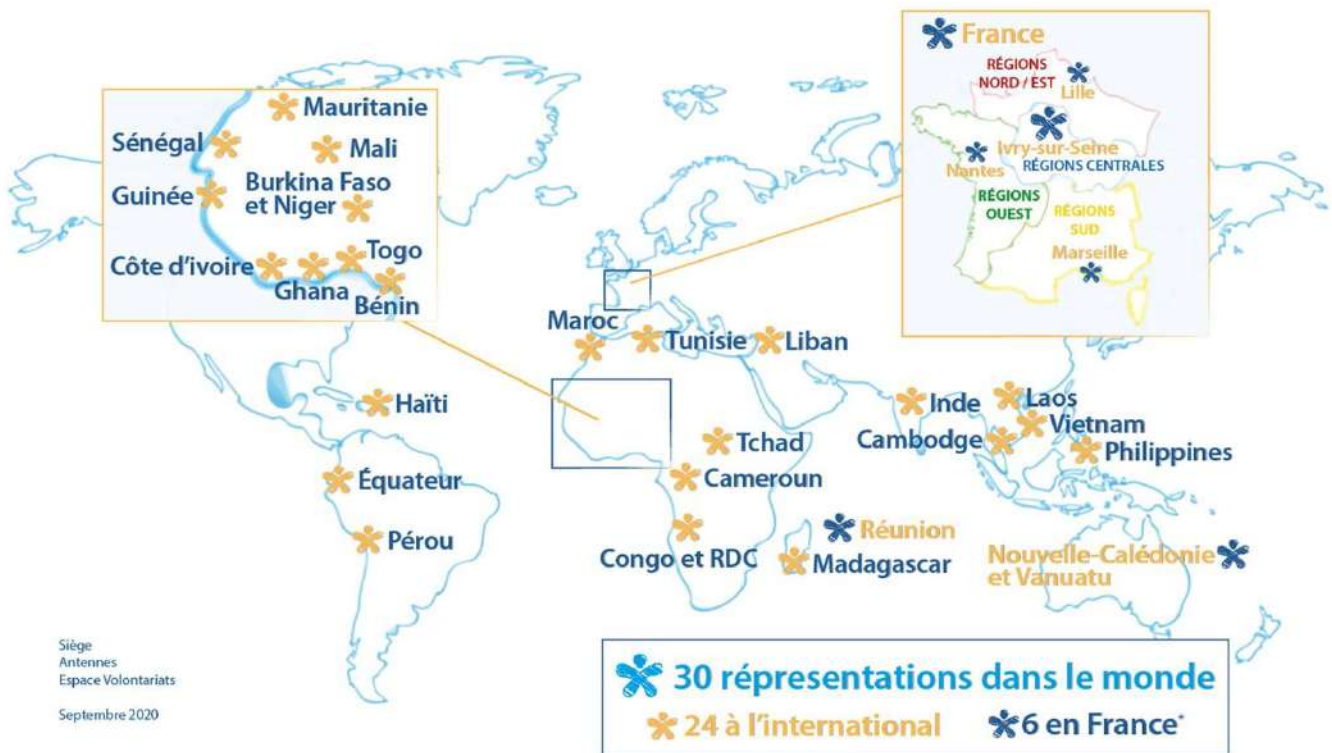 France
RÉGIONS
NORD / EST
Lille
Ivry-sur-Seine
Nantes
RÉGIONS CENTRALES
RÉGIONS
OUEST
RÉGIONS
SUD
Marseille
Mauritanie
Sénégal
Mali
Guinée
Burkina Faso
et Niger
Togo
Côte d'ivoire
Ghana
Bénin
Maroc
Tunisie
Liban
Haïti
Inde
Laos
Vietnam
Cambodge
Philippines
Tchad
Cameroun
Équateur
Pérou
Réunion
Congo et RDC
Madagascar
Nouvelle-Calédonie
et Vanuatu
Siège
Antennes
Espace Volontariats
Septembre 2020
30 réprésentations dans le monde
24 à l'international
6 en France*